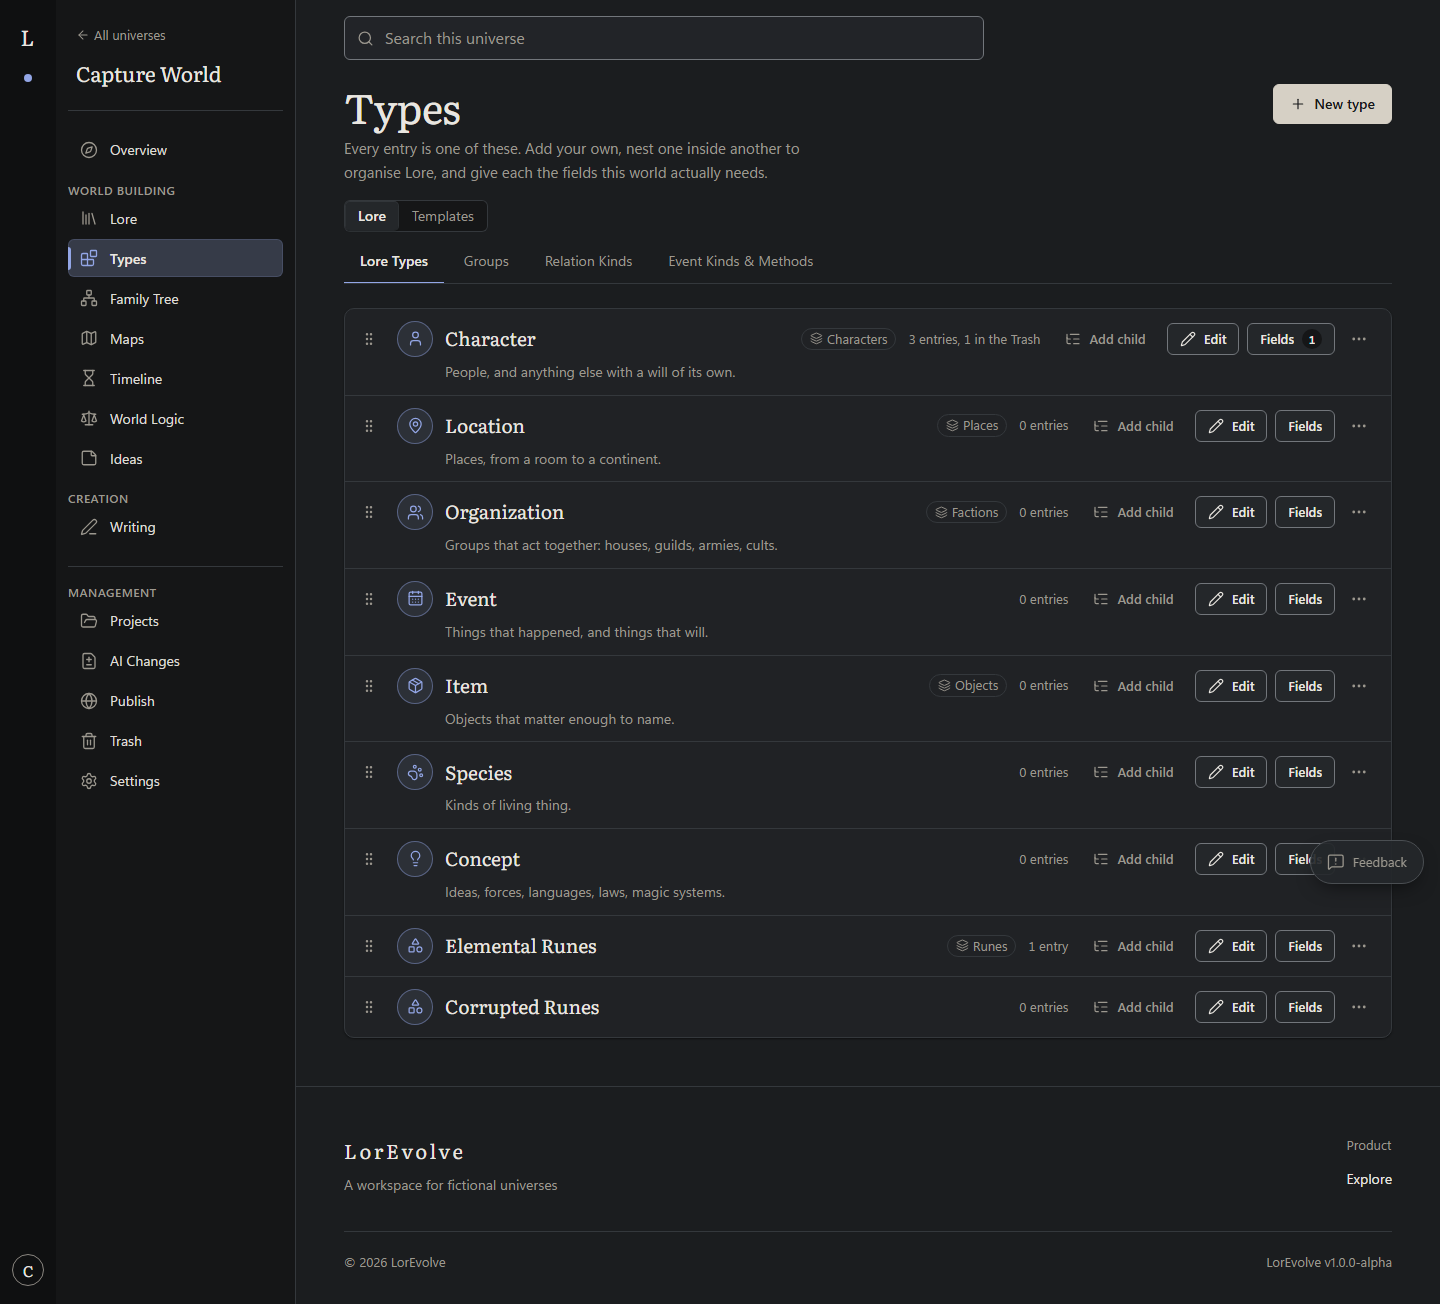 L
All universes
Capture World
Overview
WORLD BUILDING
Lore
Types
Family Tree
Maps
Timeline
World Logic
Ideas
CREATION
Writing
MANAGEMENT
Projects
AI Changes
Publish
Trash
Settings
C
Search this universe
Types
New type
Every entry is one of these. Add your own, nest one inside another to
organise Lore, and give each the fields this world actually needs.
Lore Templates
Lore Types Groups Relation Kinds Event Kinds & Methods
Character Characters 3 entries, 1 in the Trash Add child Edit Fields 1
People, and anything else with a will of its own.
Location Places 0 entries Add child Edit Fields
Places, from a room to a continent.
Organization Factions 0 entries Add child Edit Fields
Groups that act together: houses, guilds, armies, cults.
Event 0 entries Add child Edit Fields
Things that happened, and things that will.
Item Objects 0 entries Add child Edit Fields
Objects that matter enough to name.
Species 0 entries Add child Edit Fields
Kinds of living thing.
Concept 0 entries Add child Edit Fields Feedback
Ideas, forces, languages, laws, magic systems.
Elemental Runes Runes 1 entry Add child Edit Fields
Corrupted Runes 0 entries Add child Edit Fields
LorEvolve
A workspace for fictional universes
Product
Explore
© 2026 LorEvolve
LorEvolve v1.0.0-alpha